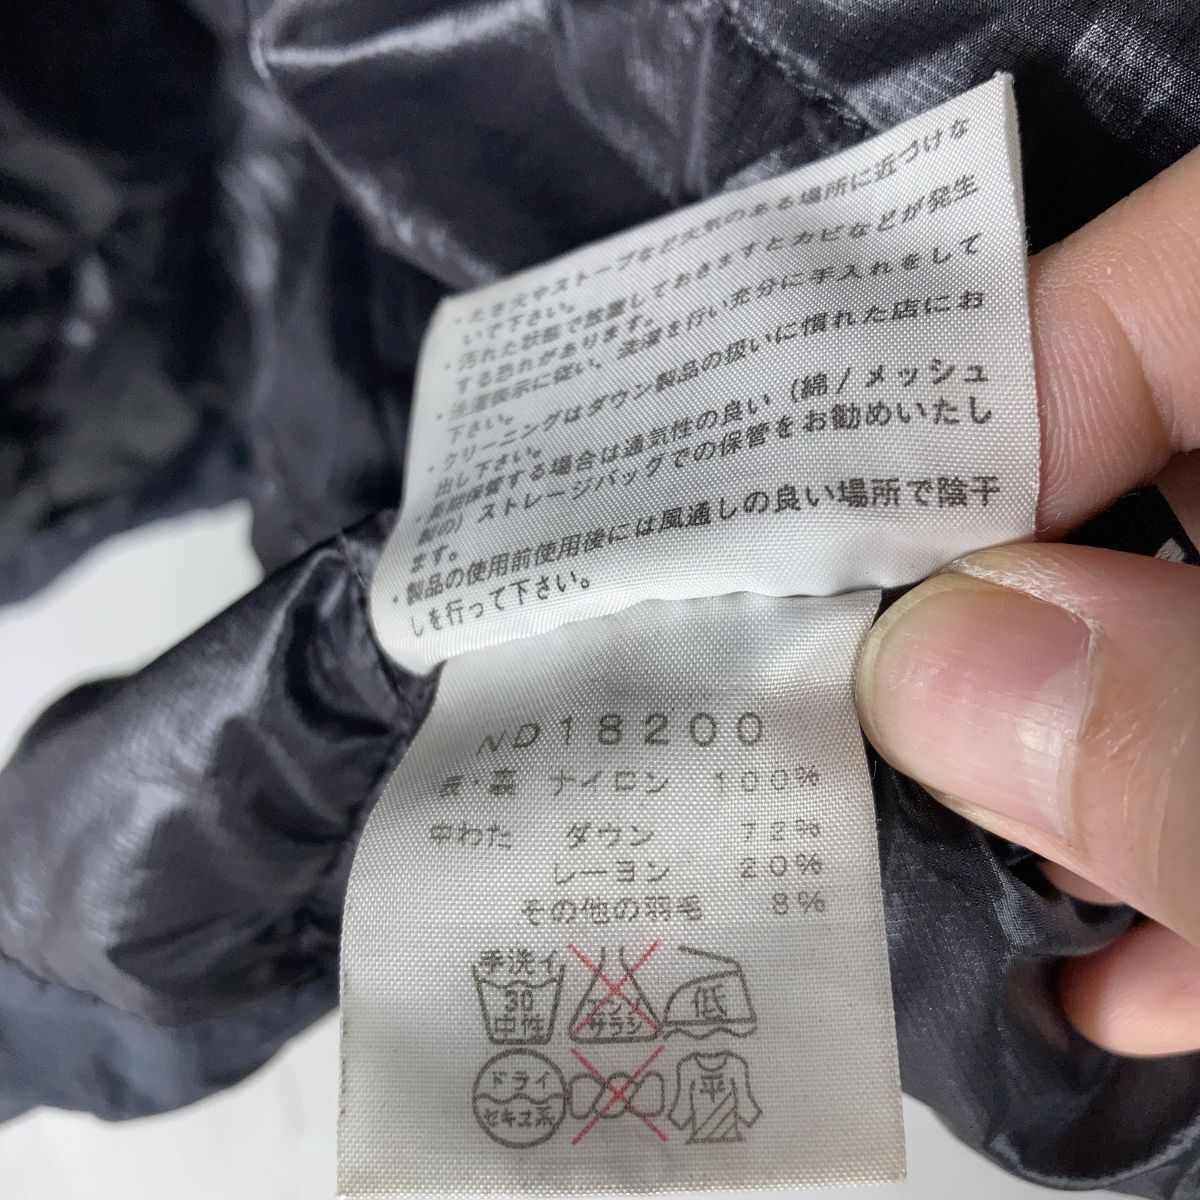 ・たき火やストーブなど火気のある場所に近づけな
いで下さい。
・汚れた状態で放置しておきますとカビなどが発生
する恐れがあります。
・洗濯表示に従い、洗濯を行い充分に手入れをして
下さい。
・クリーニングはダウン製品の扱いに慣れた店にお
出し下さい。
・長期保管する場合は通気性の良い（綿/メッシュ
製の）ストレージバッグでの保管をお勧めいたし
ます。
・製品の使用前使用後には風通しの良い場所で陰干
しを行って下さい。
ND18200
表・裏 ナイロン 100%
中わた ダウン 72%
レーヨン 20%
その他の羽毛 8%
手洗イ
30
中性
エンソ
サラシ
低
ドライ
セキユ系
平